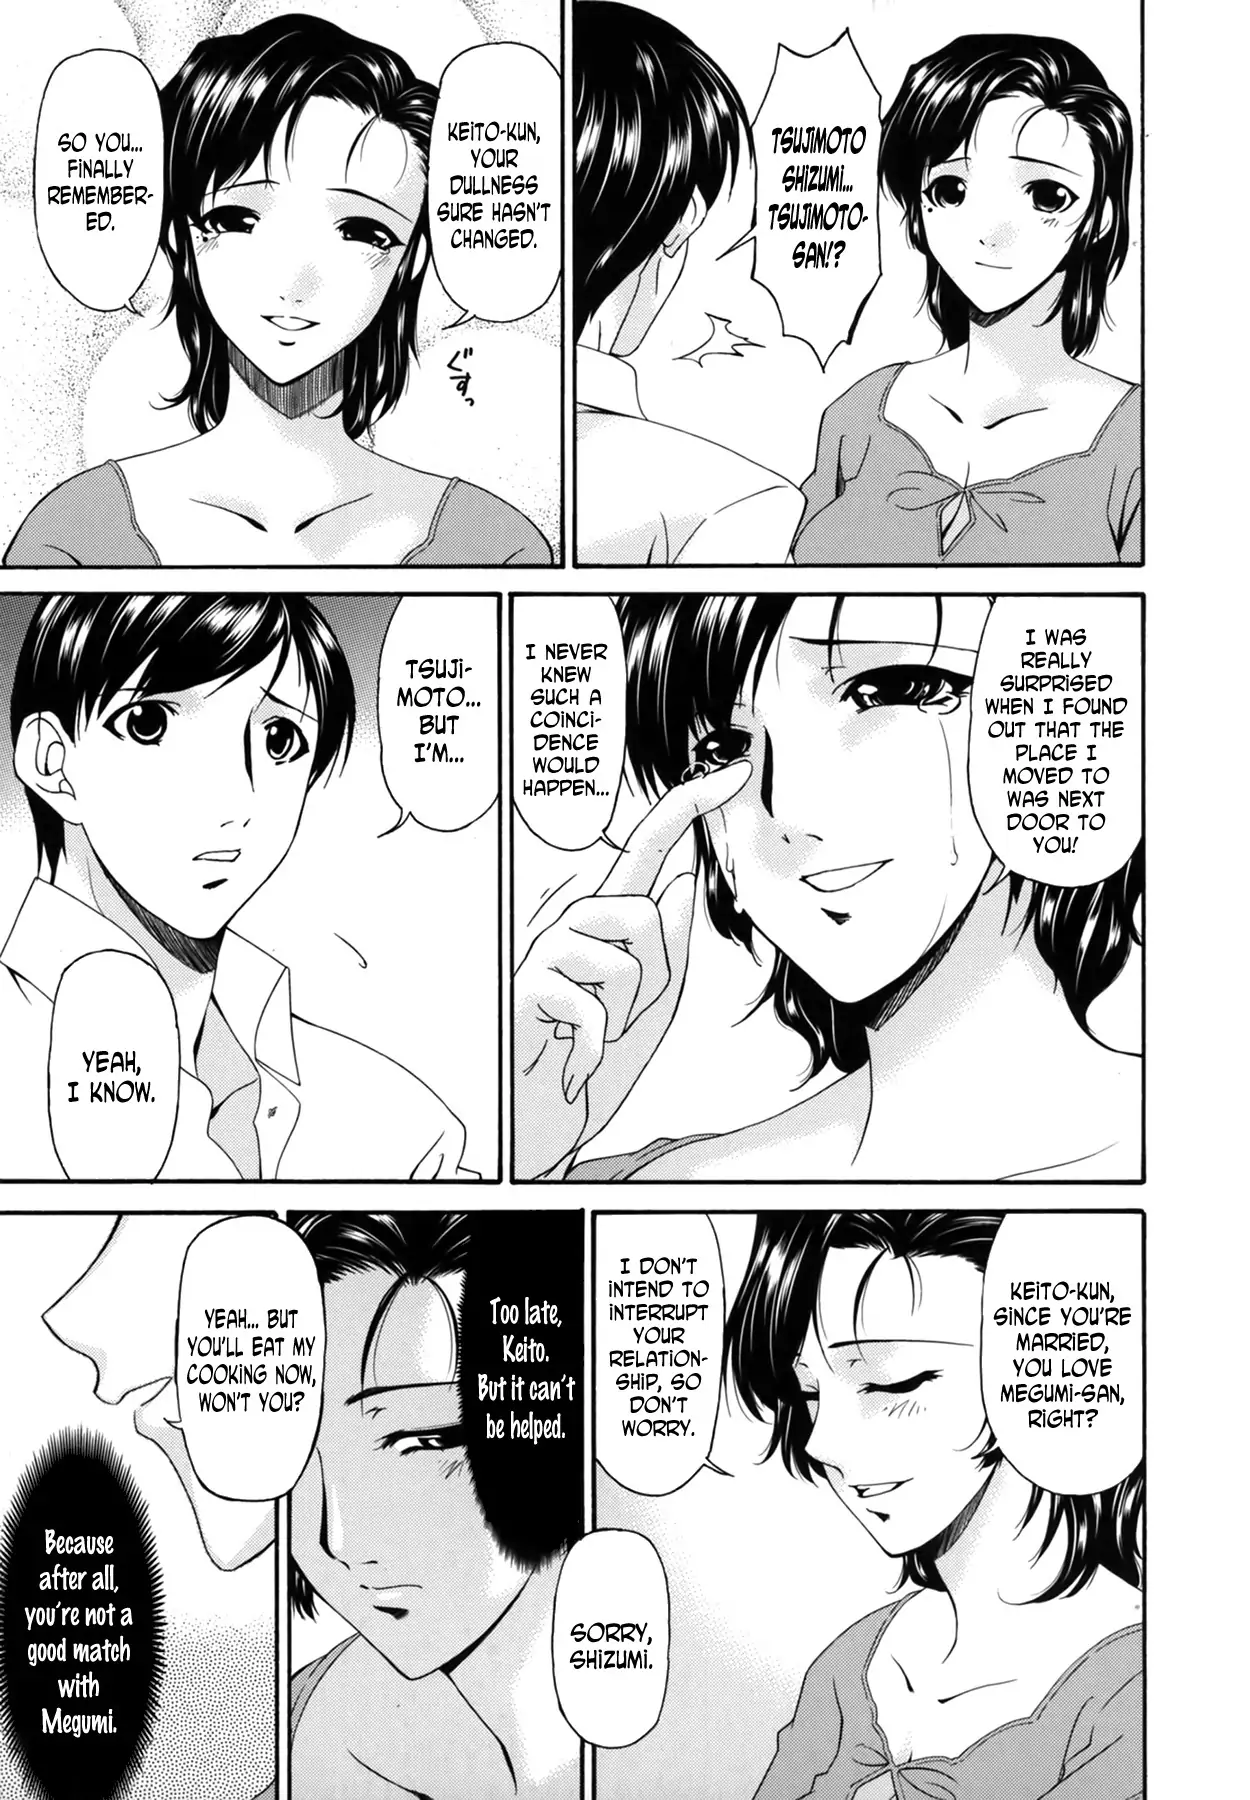 TSUJIMOTO
SHIZUMI...
TSUJIMOTO-
SAN!?
KEITO-KUN,
YOUR
DULLNESS
SURE HASN'T
CHANGED.
ぐすっ
SO YOU...
FINALLY
REMEMBER-
ED.
I WAS
REALLY
SURPRISED
WHEN I FOUND
OUT THAT THE
PLACE I
MOVED TO
WAS NEXT
DOOR TO
YOU!
I NEVER
KNEW
SUCH A
COINCI-
DENCE
WOULD
HAPPEN...
TSUJI-
MOTO...
BUT
I'M...
YEAH,
I KNOW.
KEITO-KUN,
SINCE YOU'RE
MARRIED,
YOU LOVE
MEGUMI-SAN,
RIGHT?
I DON'T
INTEND TO
INTERRUPT
YOUR
RELATION-
SHIP, SO
DON'T
WORRY.
SORRY,
SHIZUMI.
Too late,
Keito.
But it can't
be helped.
YEAH... BUT
YOU'LL EAT MY
COOKING NOW,
WON'T YOU?
Because
after all,
you're not a
good match
with
Megumi.